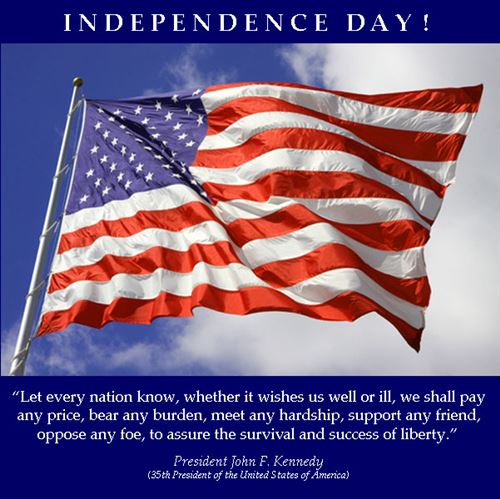 INDEPENDENCE DAY!
“Let every nation know, whether it wishes us well or ill, we shall pay
any price, bear any burden, meet any hardship, support any friend,
oppose any foe, to assure the survival and success of liberty.”
President John F. Kennedy
(35th President of the United States of America)